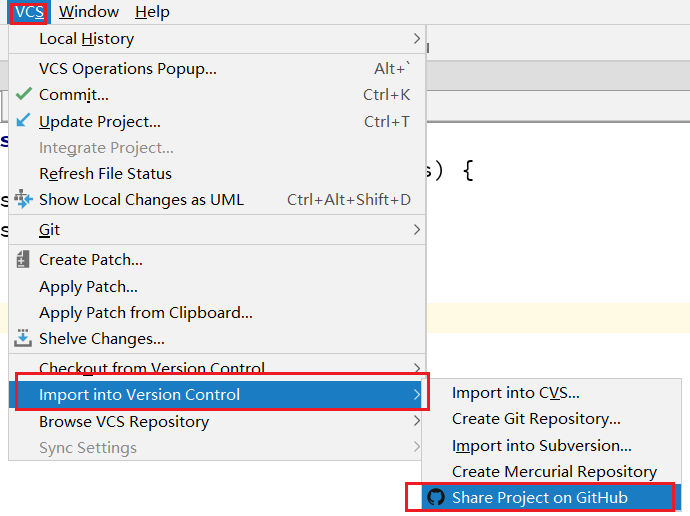 VCS Window Help
Local History
VCS Operations Popup... Alt+`
Commit... Ctrl+K
Update Project... Ctrl+T
Integrate Project...
s) {
Refresh File Status
Show Local Changes as UML Ctrl+Alt+Shift+D
Git
Create Patch...
Apply Patch...
Apply Patch from Clipboard...
Shelve Changes...
Checkout from Version Control
Import into Version Control
Browse VCS Repository
Sync Settings
Import into CVS...
Create Git Repository...
Import into Subversion...
Create Mercurial Repository
Share Project on GitHub